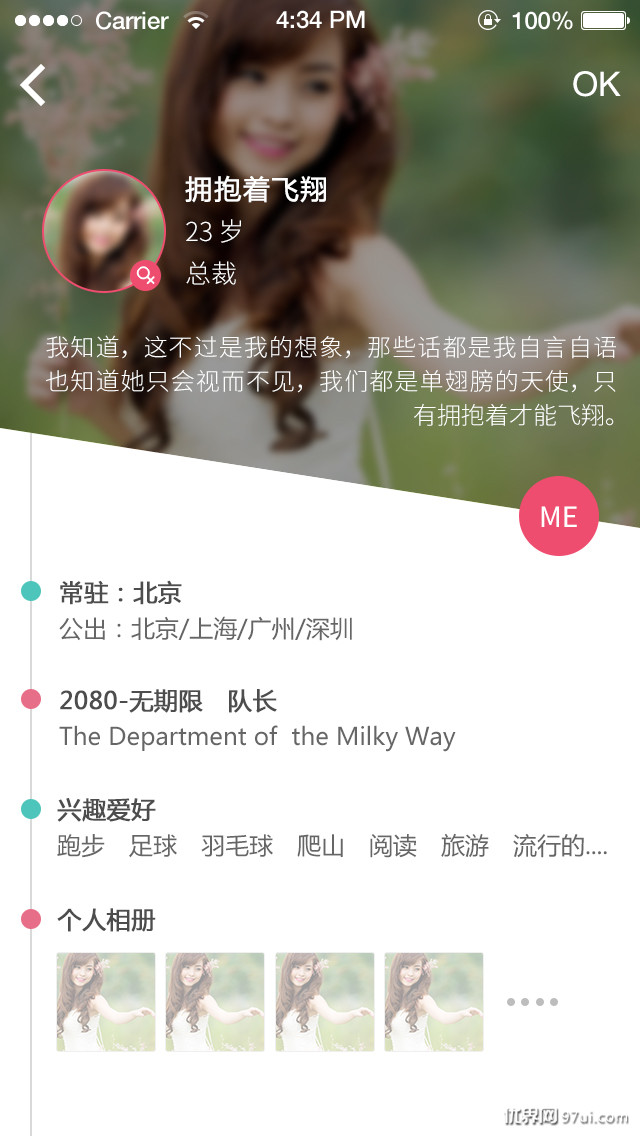 Carrier 4:34 PM 100%
OK
拥抱着飞翔
23 岁
总裁
我知道，这不过是我的想象，那些话都是我自言自语
也知道她只会视而不见，我们都是单翅膀的天使，只
有拥抱着才能飞翔。
ME
常驻：北京
公出：北京/上海/广州/深圳
2080-无期限 队长
The Department of the Milky Way
兴趣爱好
跑步 足球 羽毛球 爬山 阅读 旅游 流行的....
个人相册
优界网97ui.com